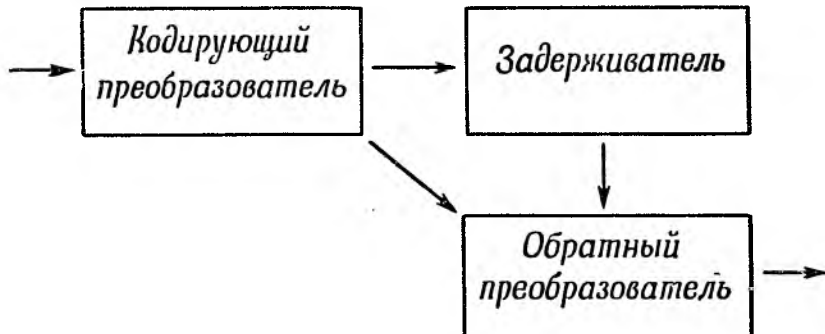 Кодирующий
преобразователь
Задерживатель
Обратный
преобразователь